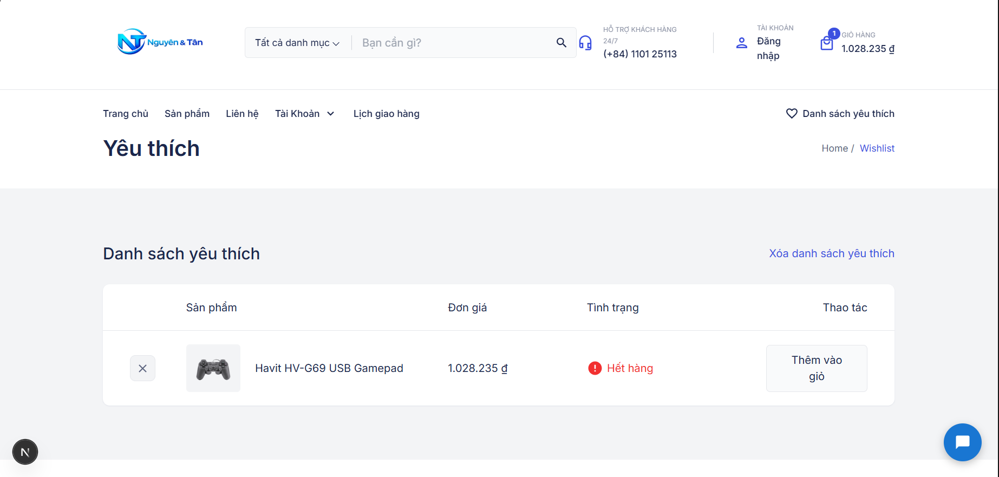 Nguyên & Tân
Tất cả danh mục
Bạn cần gì?
HỖ TRỢ KHÁCH HÀNG
24/7
(+84) 1101 25113
TÀI KHOẢN
Đăng
nhập
1
GIỎ HÀNG
1.028.235 ₫
Trang chủ
Sản phẩm
Liên hệ
Tài Khoản
Lịch giao hàng
Danh sách yêu thích
Yêu thích
Home / Wishlist
Danh sách yêu thích
Xóa danh sách yêu thích
Sản phẩm
Đơn giá
Tình trạng
Thao tác
Havit HV-G69 USB Gamepad
1.028.235 ₫
Hết hàng
Thêm vào
giỏ
N